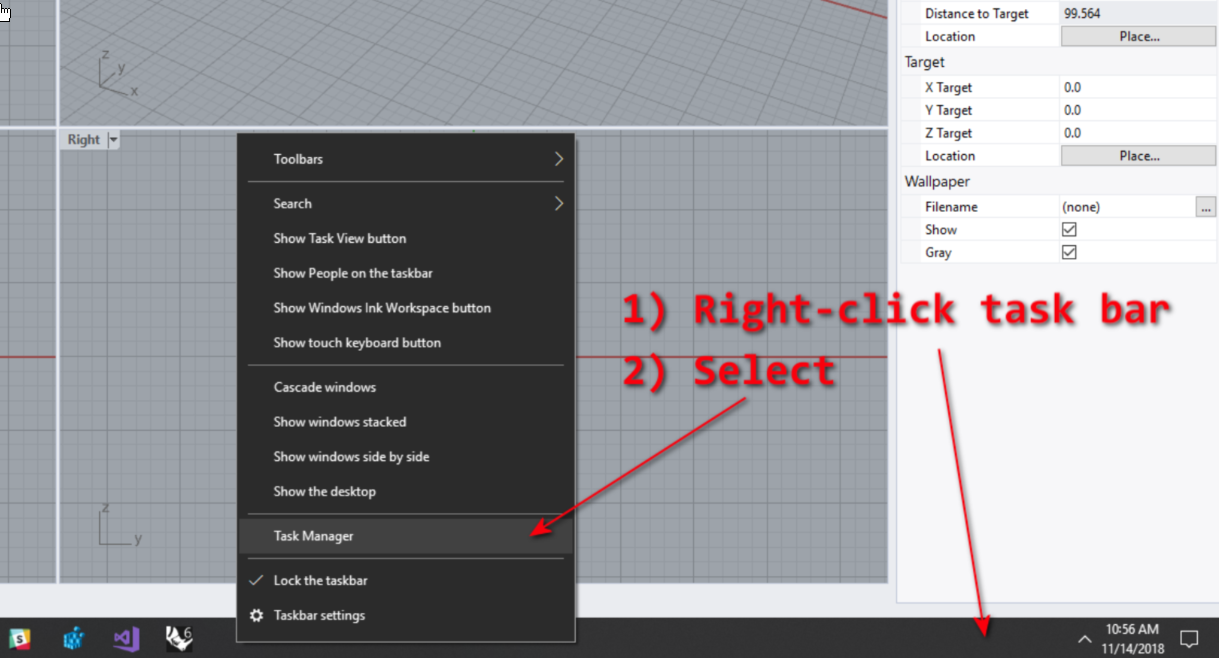 Distance to Target 99.564
Location Place...
Target
X Target 0.0
Y Target 0.0
Z Target 0.0
Location Place...
Wallpaper
Filename (none) ...
Show
Gray
z
y
x
Right
Toolbars
Search
Show Task View button
Show People on the taskbar
Show Windows Ink Workspace button
Show touch keyboard button
Cascade windows
Show windows stacked
Show windows side by side
Show the desktop
Task Manager
Lock the taskbar
Taskbar settings
1) Right-click task bar
2) Select
z
y
S
6
10:56 AM
11/14/2018